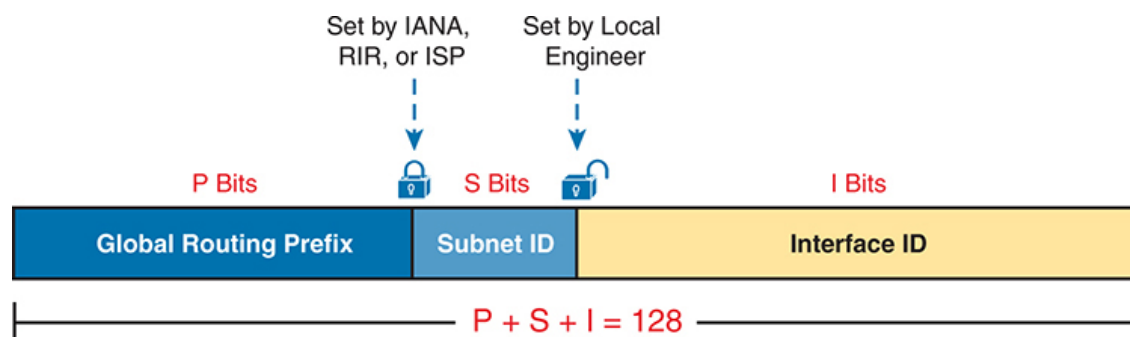 Set by IANA,
RIR, or ISP
Set by Local
Engineer
P Bits
S Bits
I Bits
Global Routing Prefix
Subnet ID
Interface ID
P + S + I = 128